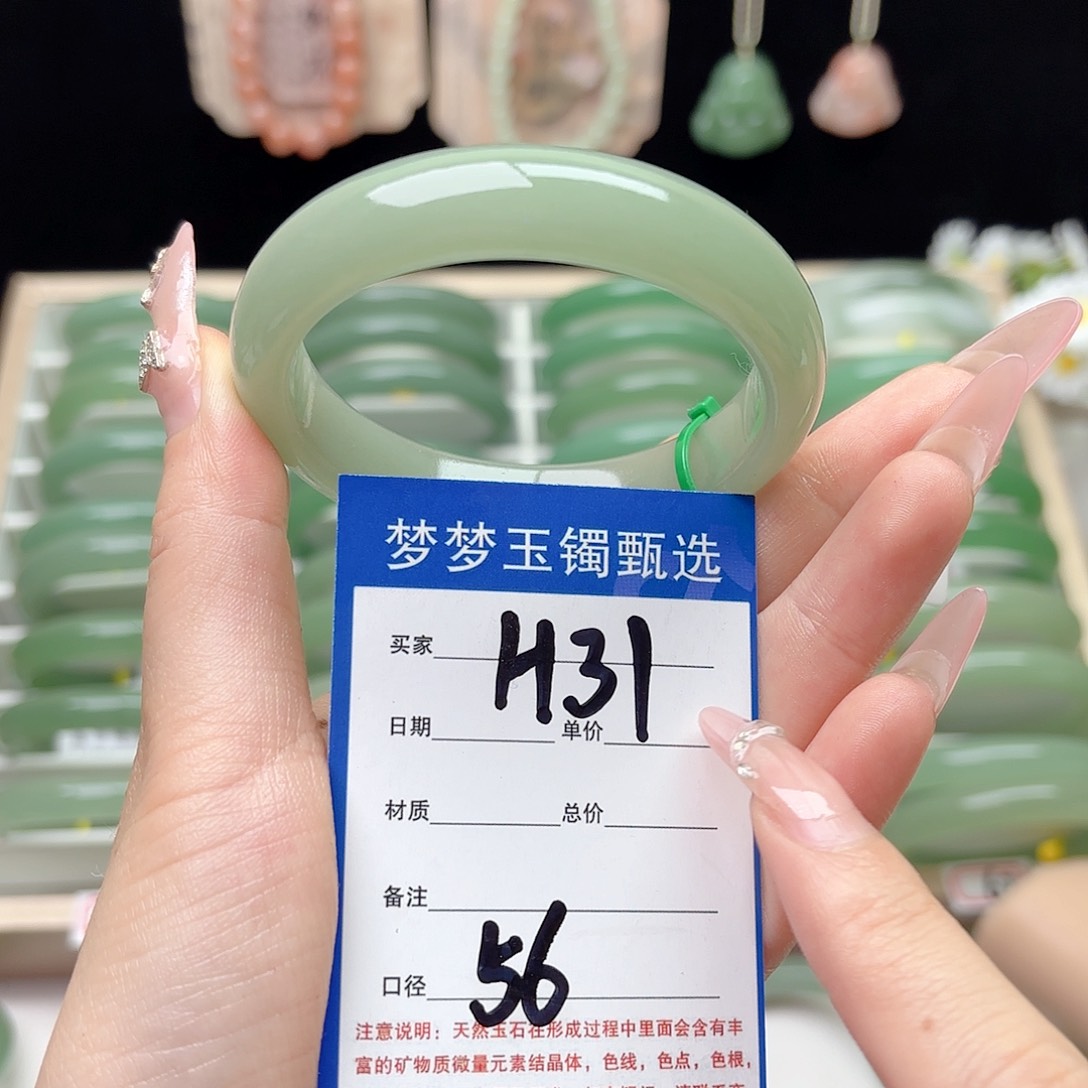 梦梦玉镯甄选
买家 H31
日期 单价
材质 总价
备注
口径 56
注意说明：天然玉石在形成过程中里面会含有丰
富的矿物质微量元素结晶体，色线，色点，色根，